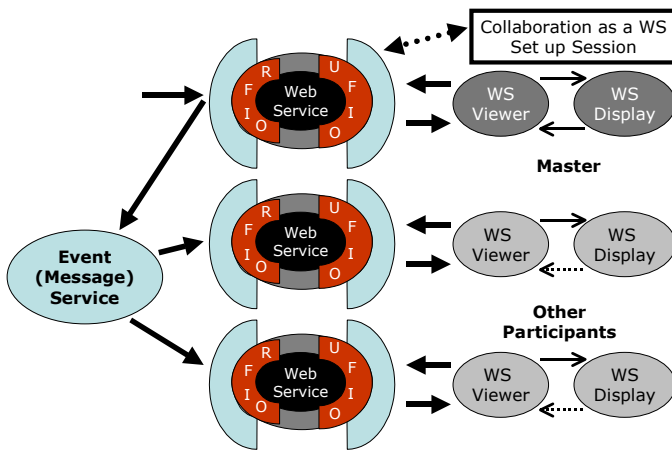 Collaboration as a WS
Set up Session
R
F
I
O
Web
Service
U
F
I
O
WS
Viewer
WS
Display
Master
R
F
I
O
Web
Service
U
F
I
O
WS
Viewer
WS
Display
Event
(Message)
Service
Other
Participants
R
F
I
O
Web
Service
U
F
I
O
WS
Viewer
WS
Display